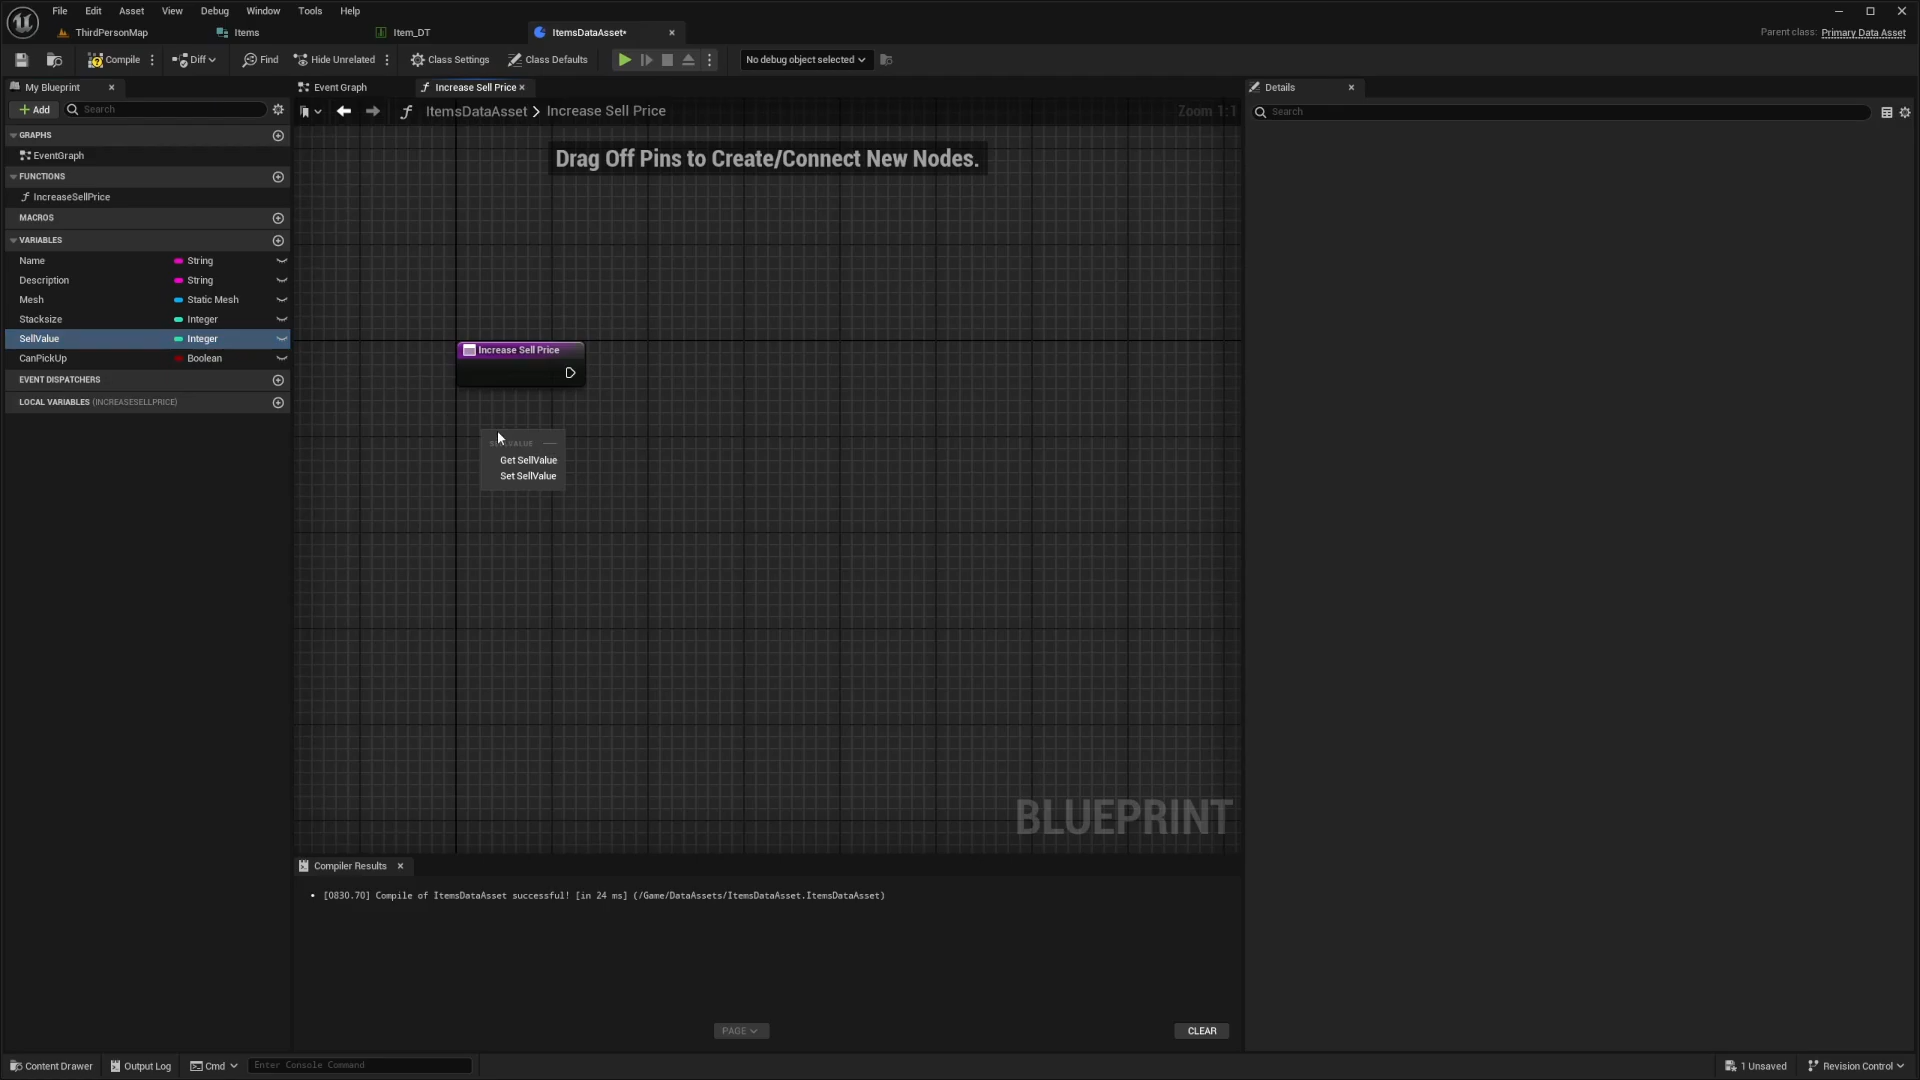 File Edit Asset View Debug Window Tools Help
ThirdPersonMap Items Item_DT ItemsDataAsset* Parent class: Primary Data Asset
Compile Diff Find Hide Unrelated Class Settings Class Defaults No debug object selected
My Blueprint
Event Graph Increase Sell Price
Details
Add Search
ItemsDataAsset > Increase Sell Price
Zoom 1:1
Search
Drag Off Pins to Create/Connect New Nodes.
GRAPHS
EventGraph
FUNCTIONS
IncreaseSellPrice
MACROS
VARIABLES
Name String
Description String
Mesh Static Mesh
Stacksize Integer
SellValue Integer
CanPickUp Boolean
EVENT DISPATCHERS
LOCAL VARIABLES (INCREASESELLPRICE)
Increase Sell Price
SELLVALUE
Get SellValue
Set SellValue
BLUEPRINT
Compiler Results
[0830.70] Compile of ItemsDataAsset successful! [in 24 ms] (/Game/DataAssets/ItemsDataAsset.ItemsDataAsset)
PAGE CLEAR
Content Drawer Output Log Cmd Enter Console Command 1 Unsaved Revision Control